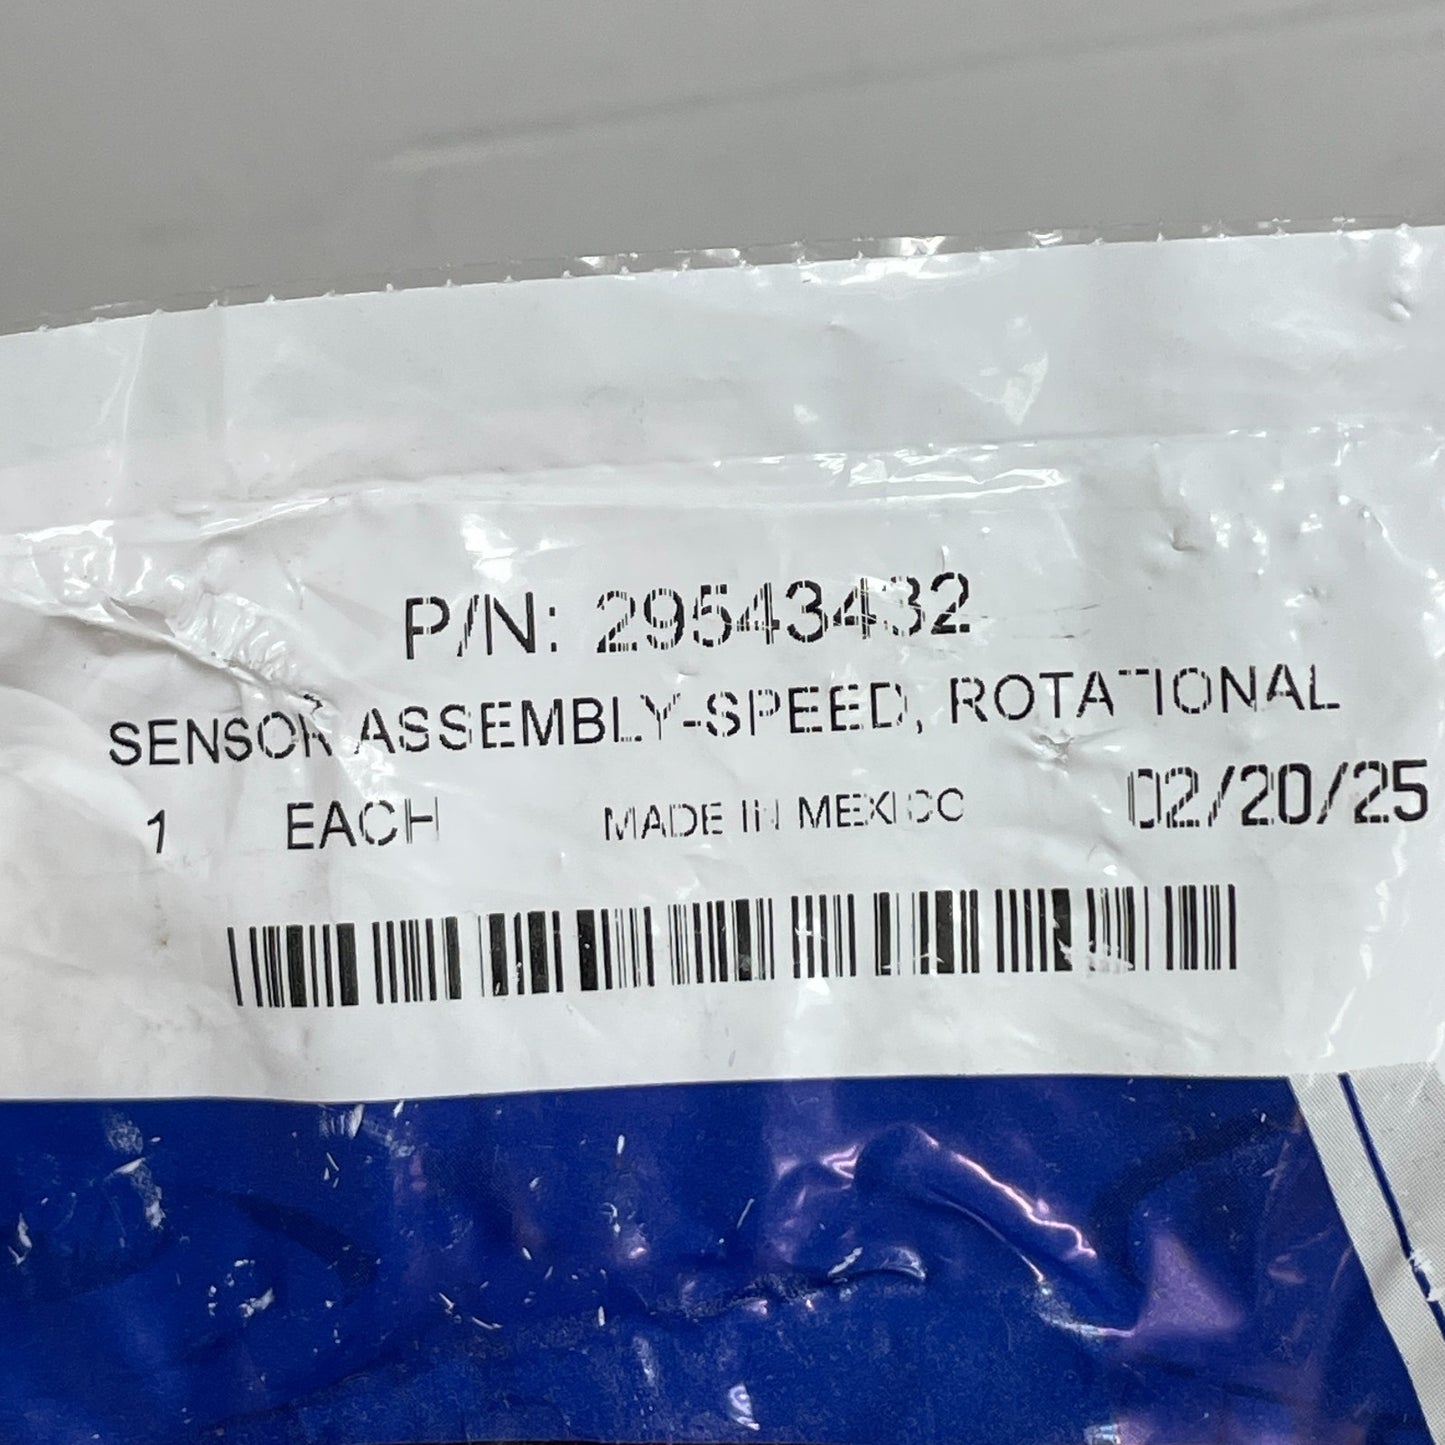 P/N: 29543432
SENSOR ASSEMBLY-SPEED, ROTATIONAL
1 EACH MADE IN MEXICO 02/20/25